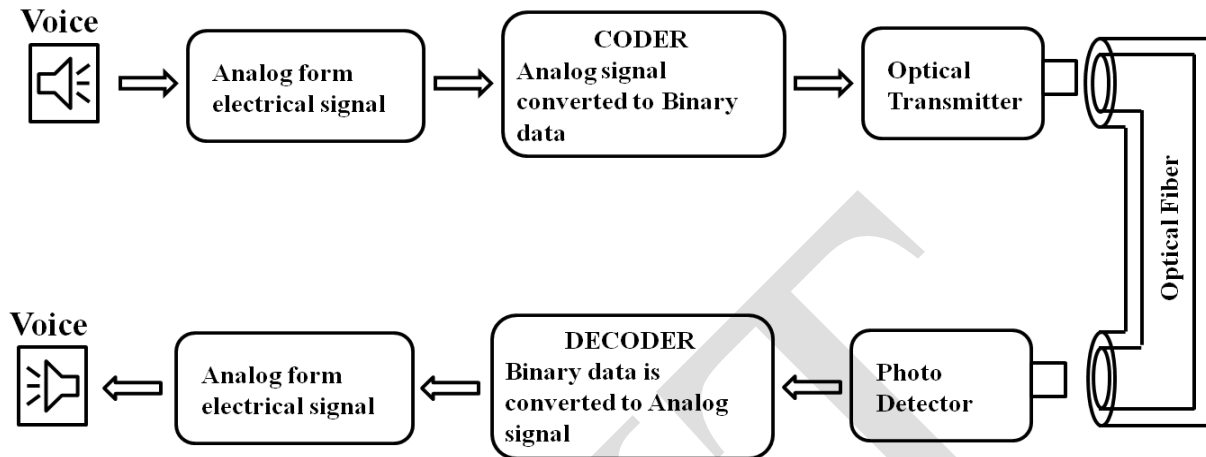 Voice
Analog form
electrical signal
CODER
Analog signal
converted to Binary
data
Optical
Transmitter
Optical Fiber
Voice
Analog form
electrical signal
DECODER
Binary data is
converted to Analog
signal
Photo
Detector